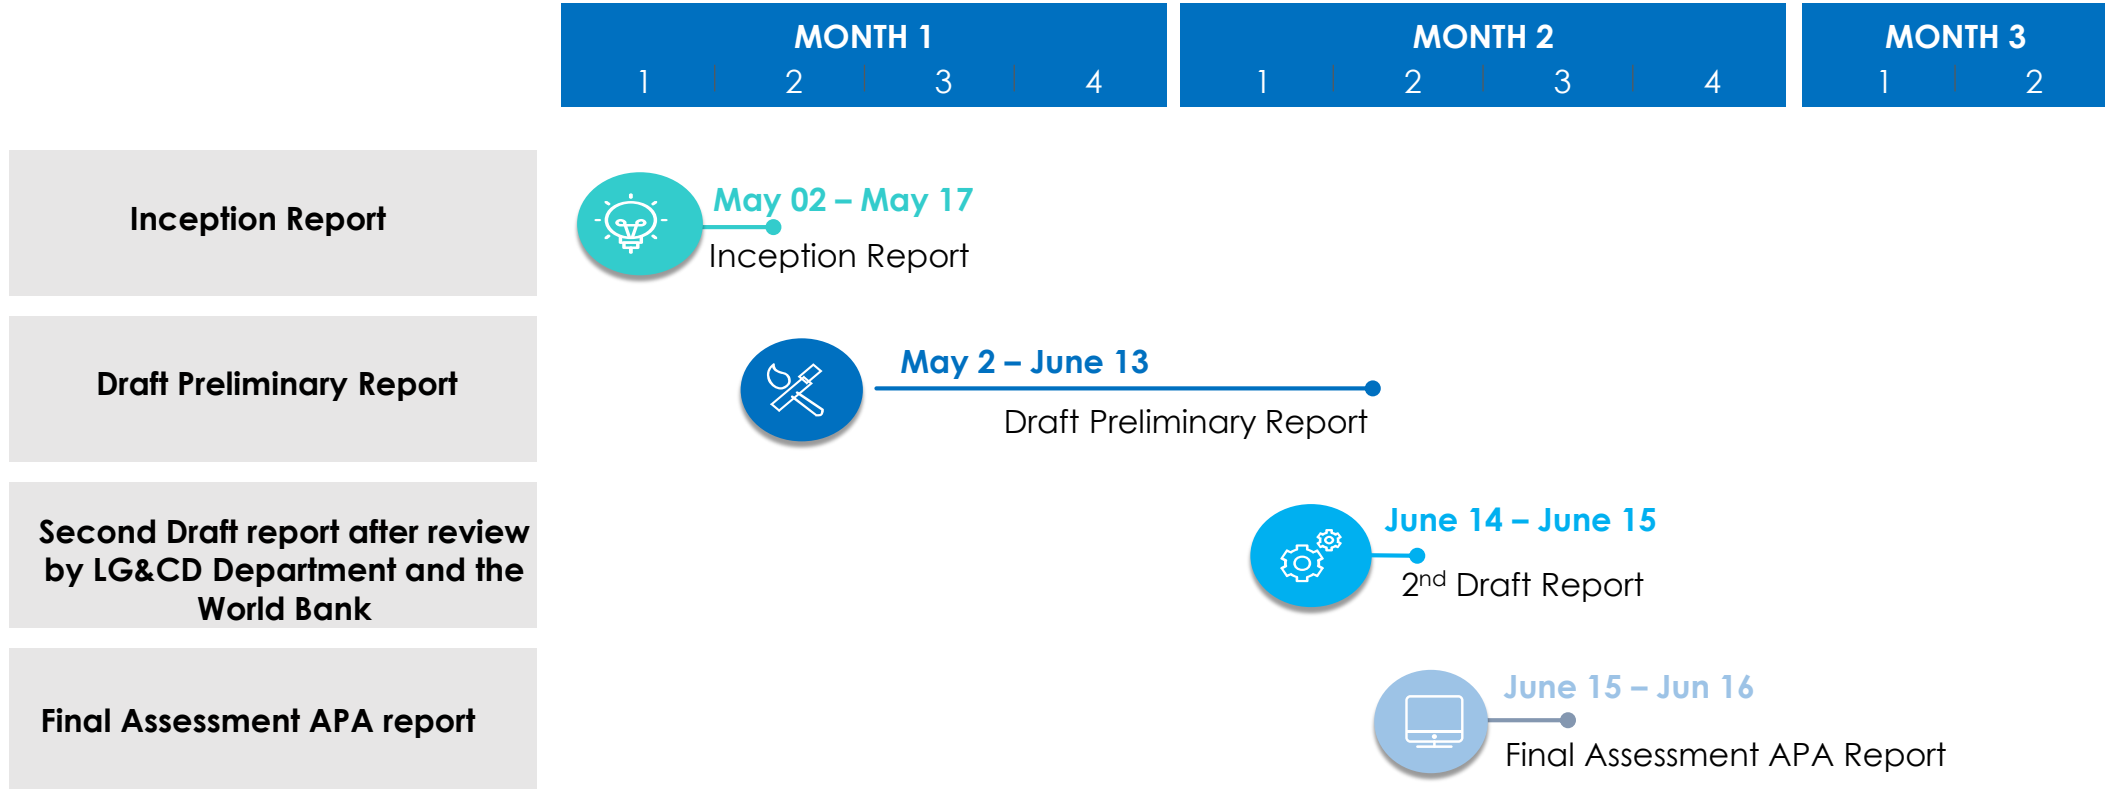 MONTH 1
1 2 3 4
MONTH 2
1 2 3 4
MONTH 3
1 2
Inception Report
May 02 – May 17
Inception Report
Draft Preliminary Report
May 2 – June 13
Draft Preliminary Report
Second Draft report after review
by LG&CD Department and the
World Bank
June 14 – June 15
2nd Draft Report
Final Assessment APA report
June 15 – Jun 16
Final Assessment APA Report